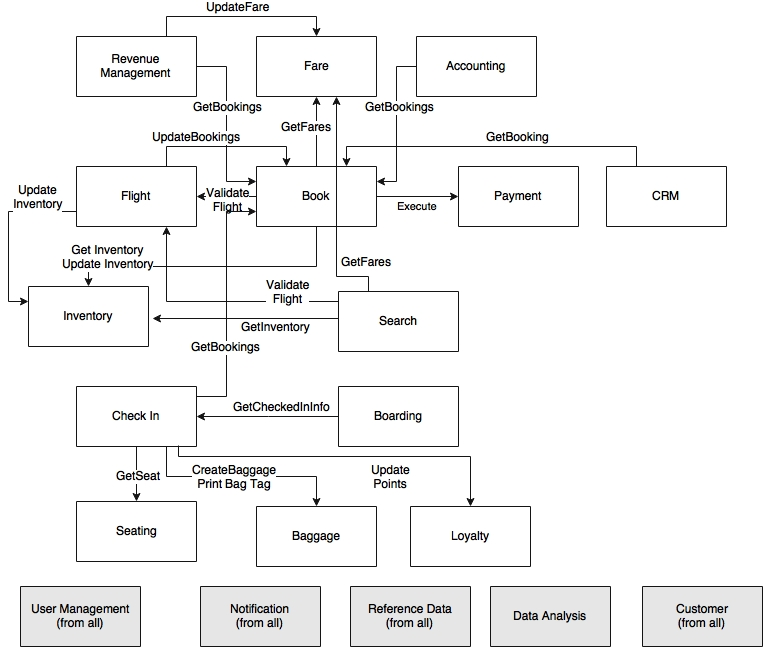 UpdateFare
Revenue
Management
Fare
Accounting
GetBookings
GetBookings
GetFares
UpdateBookings
GetBooking
Update
Inventory
Flight
Validate
Flight
Book
Execute
Payment
CRM
Get Inventory
Update Inventory
GetFares
Validate
Flight
Inventory
GetInventory
Search
GetBookings
Check In
GetCheckedInInfo
Boarding
GetSeat
CreateBaggage
Print Bag Tag
Update
Points
Seating
Baggage
Loyalty
User Management
(from all)
Notification
(from all)
Reference Data
(from all)
Data Analysis
Customer
(from all)